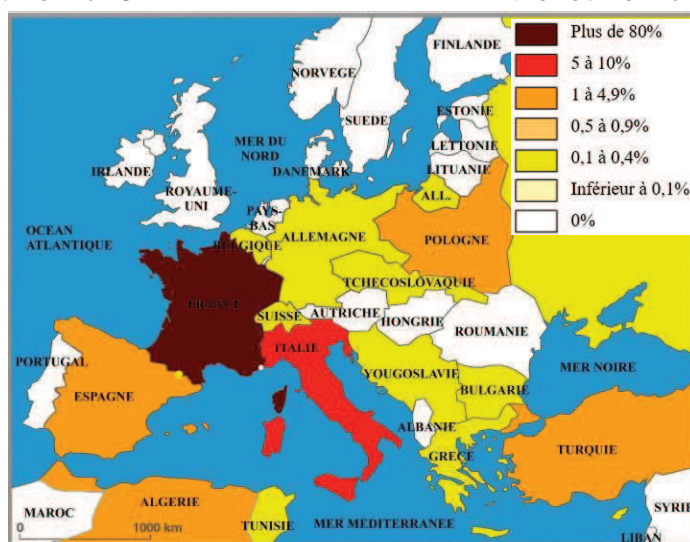 Plus de 80%
5 à 10%
1 à 4,9%
0,5 à 0,9%
0,1 à 0,4%
Inférieur à 0,1%
0%
FINLANDE
NORVEGE
SUEDE
ESTONIE
LETTONIE
LITUANIE
MER DU
NORD
DANEMARK
IRLANDE
ROYAUME-
UNI
PAYS-
BAS
ALL.
OCEAN
ATLANTIQUE
BELGIQUE
ALLEMAGNE
POLOGNE
TCHECOSLOVAQUIE
FRANCE
SUISSE
AUTRICHE
HONGRIE
ROUMANIE
ITALIE
PORTUGAL
ESPAGNE
YOUGOSLAVIE
MER NOIRE
BULGARIE
ALBANIE
GRECE
TURQUIE
MAROC
ALGERIE
TUNISIE
MER MEDITERRANEE
SYRIE
LIBAN
0 1000 km